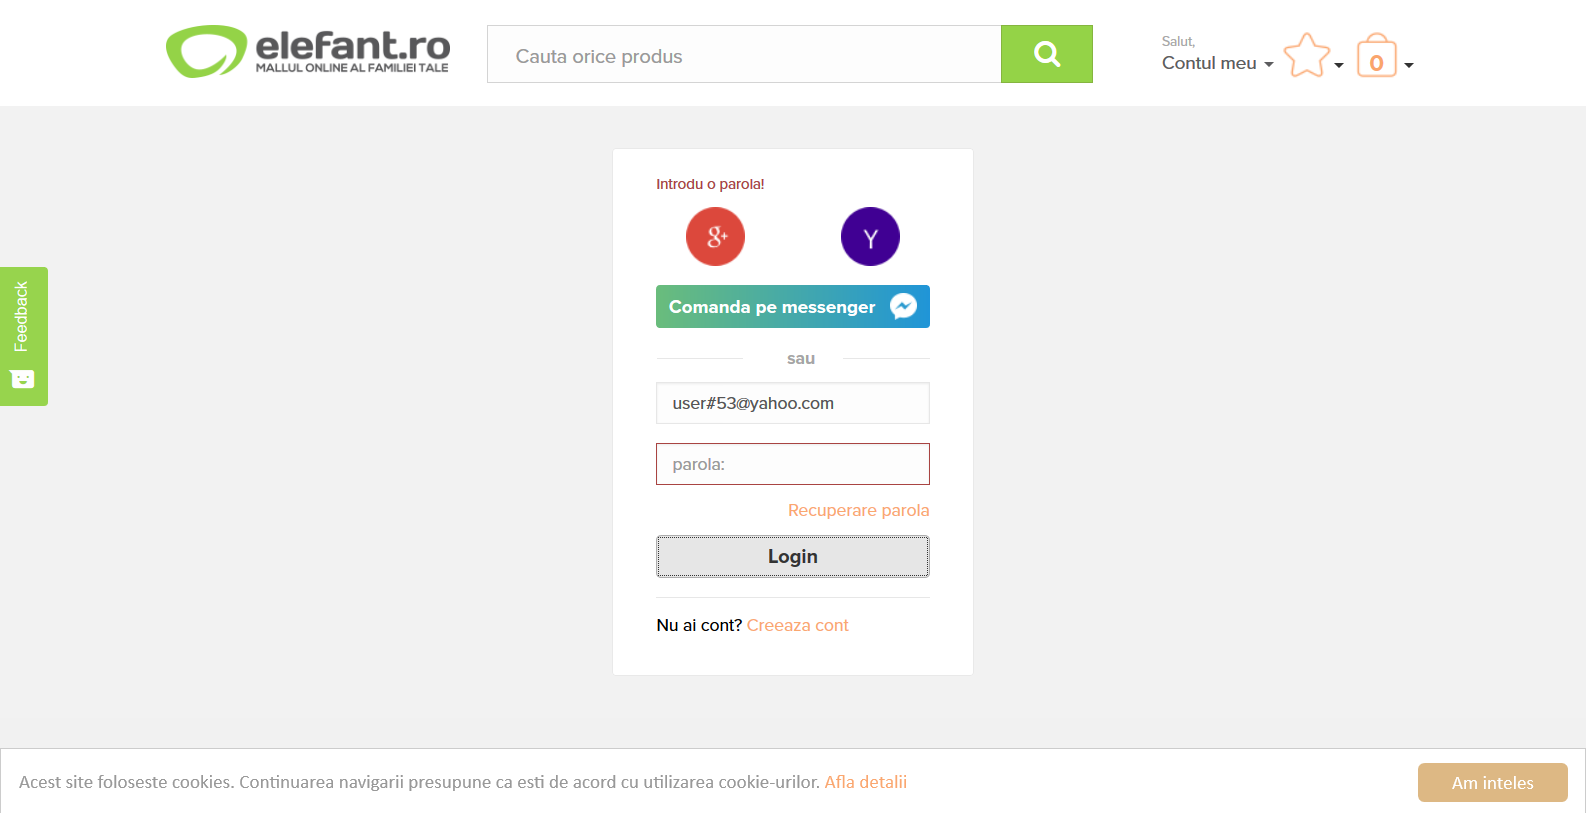 elefant.ro
MALLUL ONLINE AL FAMILIEI TALE
Cauta orice produs
Salut,
Contul meu
0
Introdu o parola!
g+
Y
Comanda pe messenger
sau
user#53@yahoo.com
parola:
Recuperare parola
Login
Nu ai cont? Creeaza cont
Feedback
Acest site foloseste cookies. Continuarea navigarii presupune ca esti de acord cu utilizarea cookie-urilor. Afla detalii
Am inteles